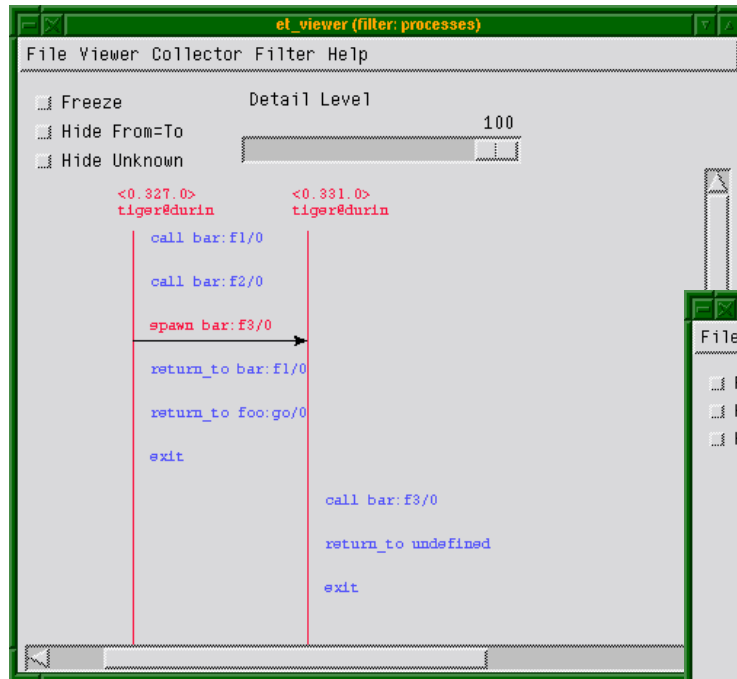 et_viewer (filter: processes)
File Viewer Collector Filter Help
Freeze
Detail Level
Hide From=To
100
Hide Unknown
<0.327.0>
tiger@durin
<0.331.0>
tiger@durin
call bar:f1/0
call bar:f2/0
spawn bar:f3/0
return_to bar:f1/0
return_to foo:go/0
exit
call bar:f3/0
return_to undefined
exit
File